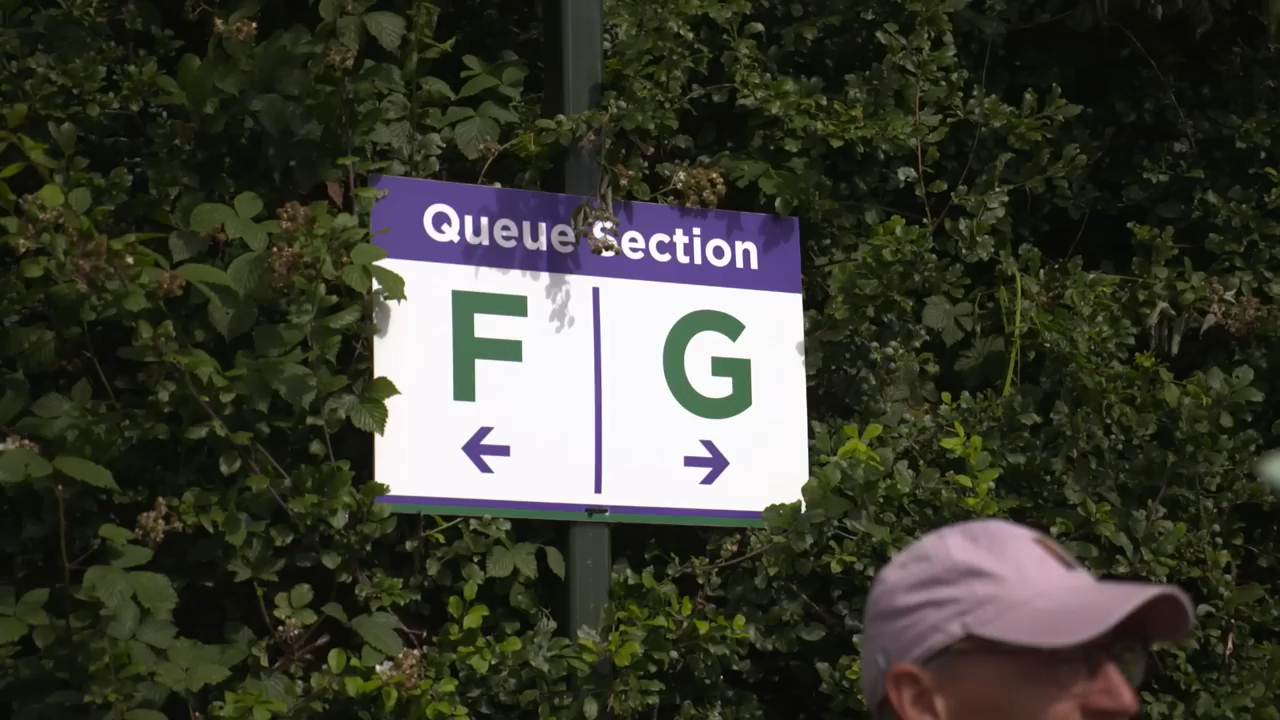 Queue Section
F G
← →